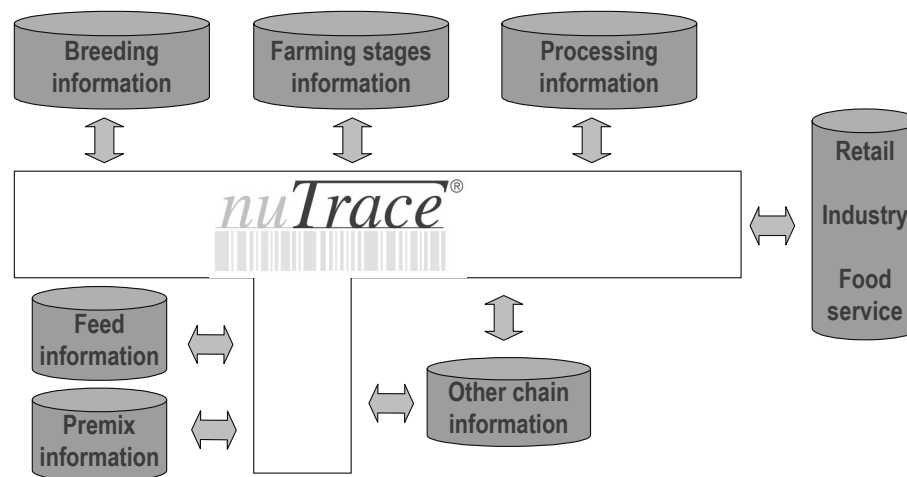 Breeding
information
Farming stages
information
Processing
information
Retail
Industry
Food
service
nuTrace®
Feed
information
Premix
information
Other chain
information